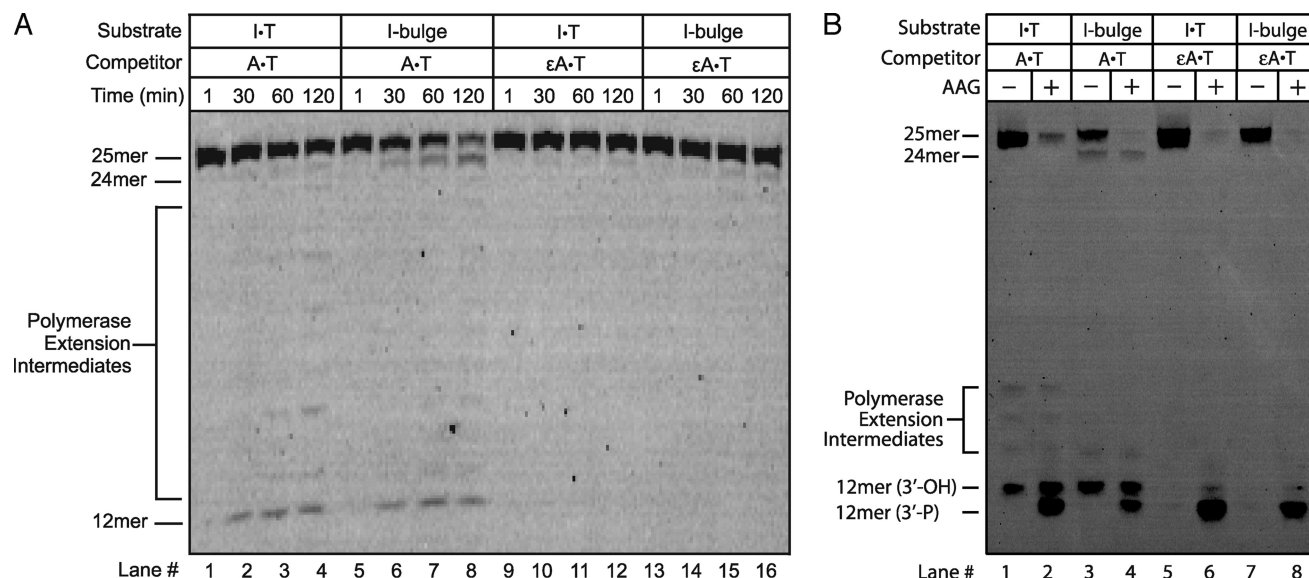 A
Substrate I•T I-bulge I•T I-bulge
Competitor A•T A•T εA•T εA•T
Time (min) 1 30 60 120 1 30 60 120 1 30 60 120 1 30 60 120
25mer
24mer
Polymerase
Extension
Intermediates
12mer
Lane # 1 2 3 4 5 6 7 8 9 10 11 12 13 14 15 16
B
Substrate I•T I-bulge I•T I-bulge
Competitor A•T A•T εA•T εA•T
AAG − + − + − + − +
25mer
24mer
Polymerase
Extension
Intermediates
12mer (3′-OH)
12mer (3′-P)
Lane # 1 2 3 4 5 6 7 8